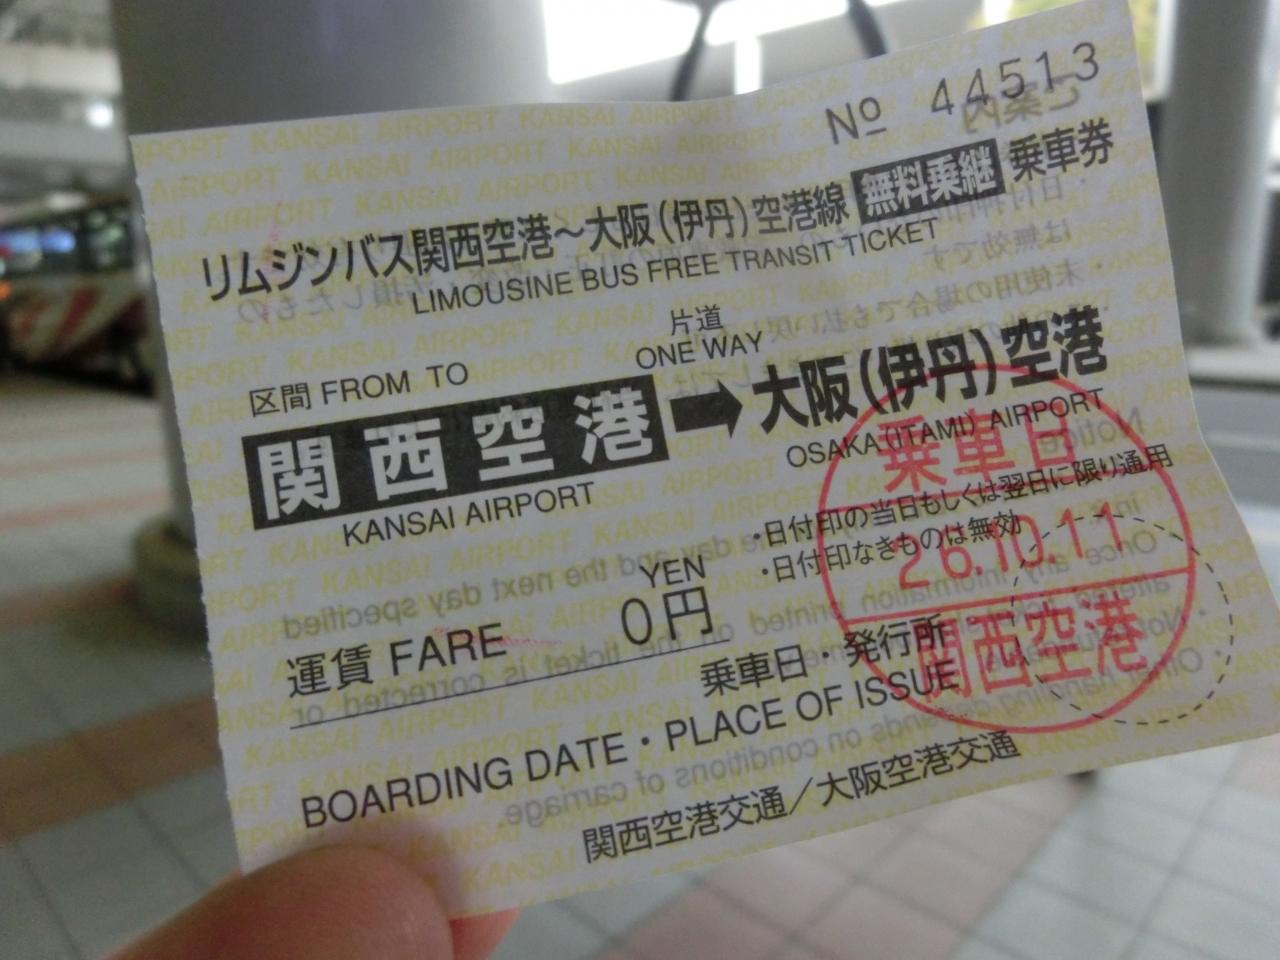 No 44513
リムジンバス関西空港～大阪(伊丹)空港線 無料乗継 乗車券
LIMOUSINE BUS FREE TRANSIT TICKET
片道
ONE WAY
区間 FROM TO
関西空港➡大阪(伊丹)空港
KANSAI AIRPORT
OSAKA (ITAMI) AIRPORT
・日付印の当日もしくは翌日に限り通用
・日付印なきものは無効
YEN
運賃 FARE 0円
乗車日
26.10.11
関西空港
乗車日・発行所
BOARDING DATE・PLACE OF ISSUE
関西空港交通／大阪空港交通